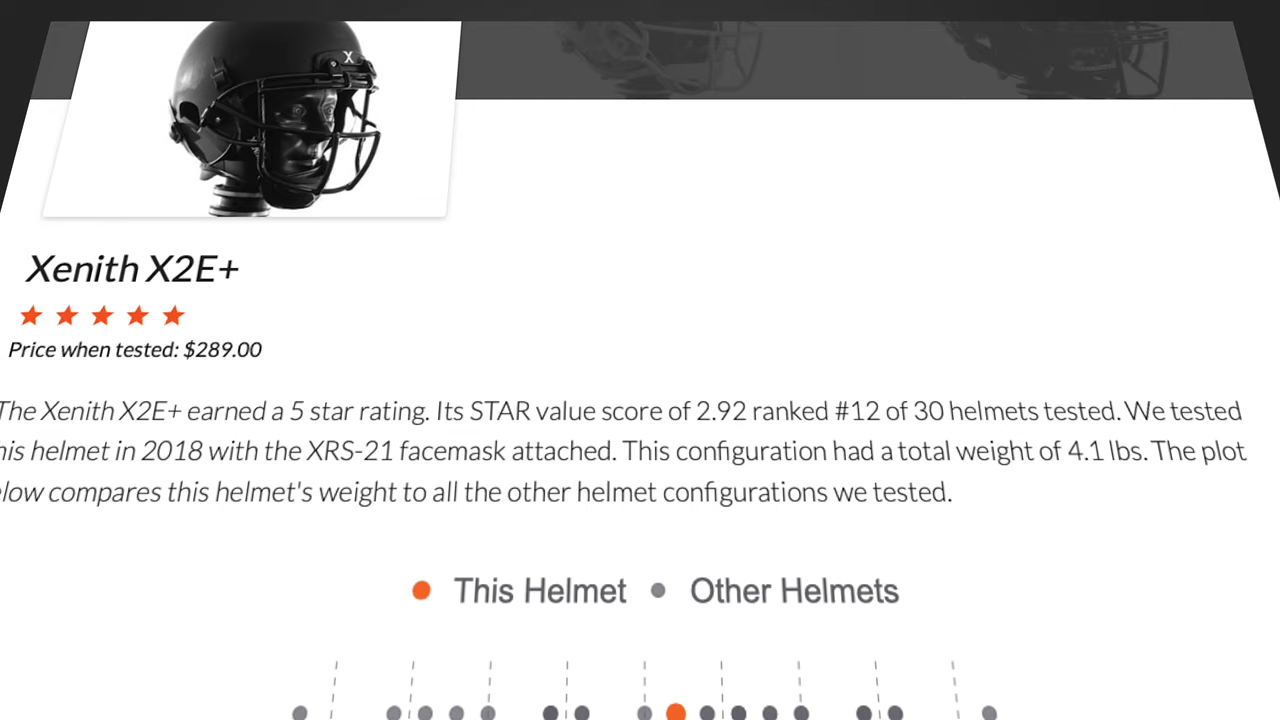 X
Xenith X2E+
Price when tested: $289.00
The Xenith X2E+ earned a 5 star rating. Its STAR value score of 2.92 ranked #12 of 30 helmets tested. We tested
his helmet in 2018 with the XRS-21 facemask attached. This configuration had a total weight of 4.1 lbs. The plot
elow compares this helmet's weight to all the other helmet configurations we tested.
This Helmet Other Helmets